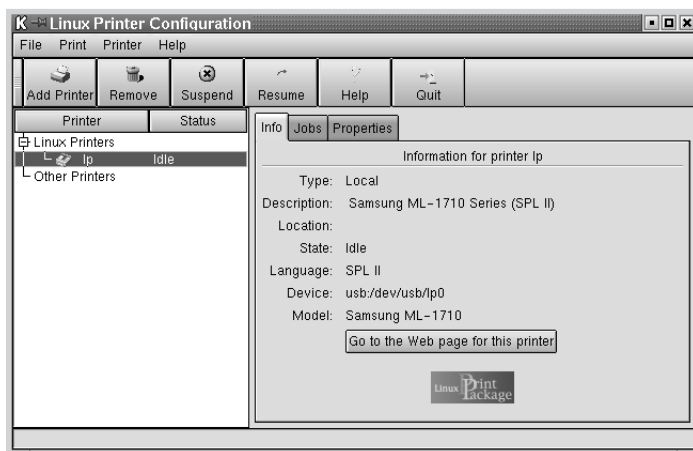 K Linux Printer Configuration
File Print Printer Help
Add Printer Remove Suspend Resume Help Quit
Printer Status
Linux Printers
lp Idle
Other Printers
Info Jobs Properties
Information for printer lp
Type: Local
Description: Samsung ML-1710 Series (SPL II)
Location:
State: Idle
Language: SPL II
Device: usb:/dev/usb/lp0
Model: Samsung ML-1710
Go to the Web page for this printer
Linux Print Package